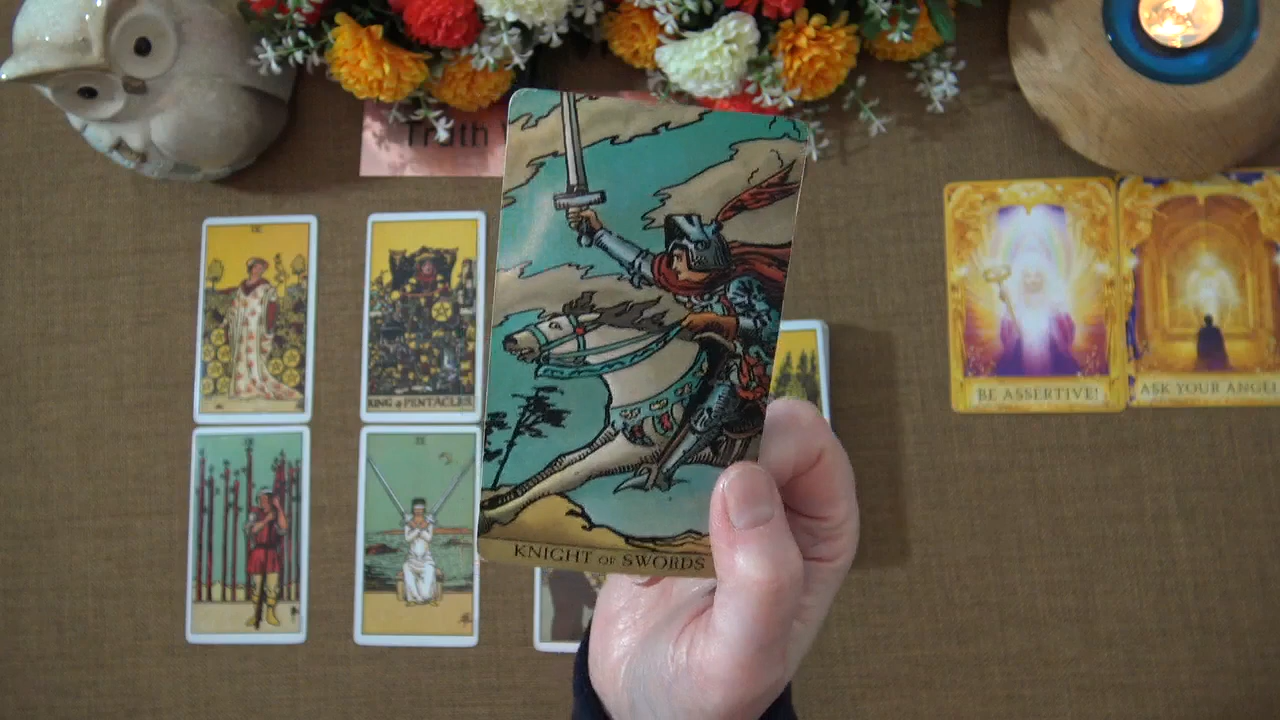 Truth
KING of PENTACLES
BE ASSERTIVE!
ASK YOUR ANGEL
KNIGHT OF SWORDS